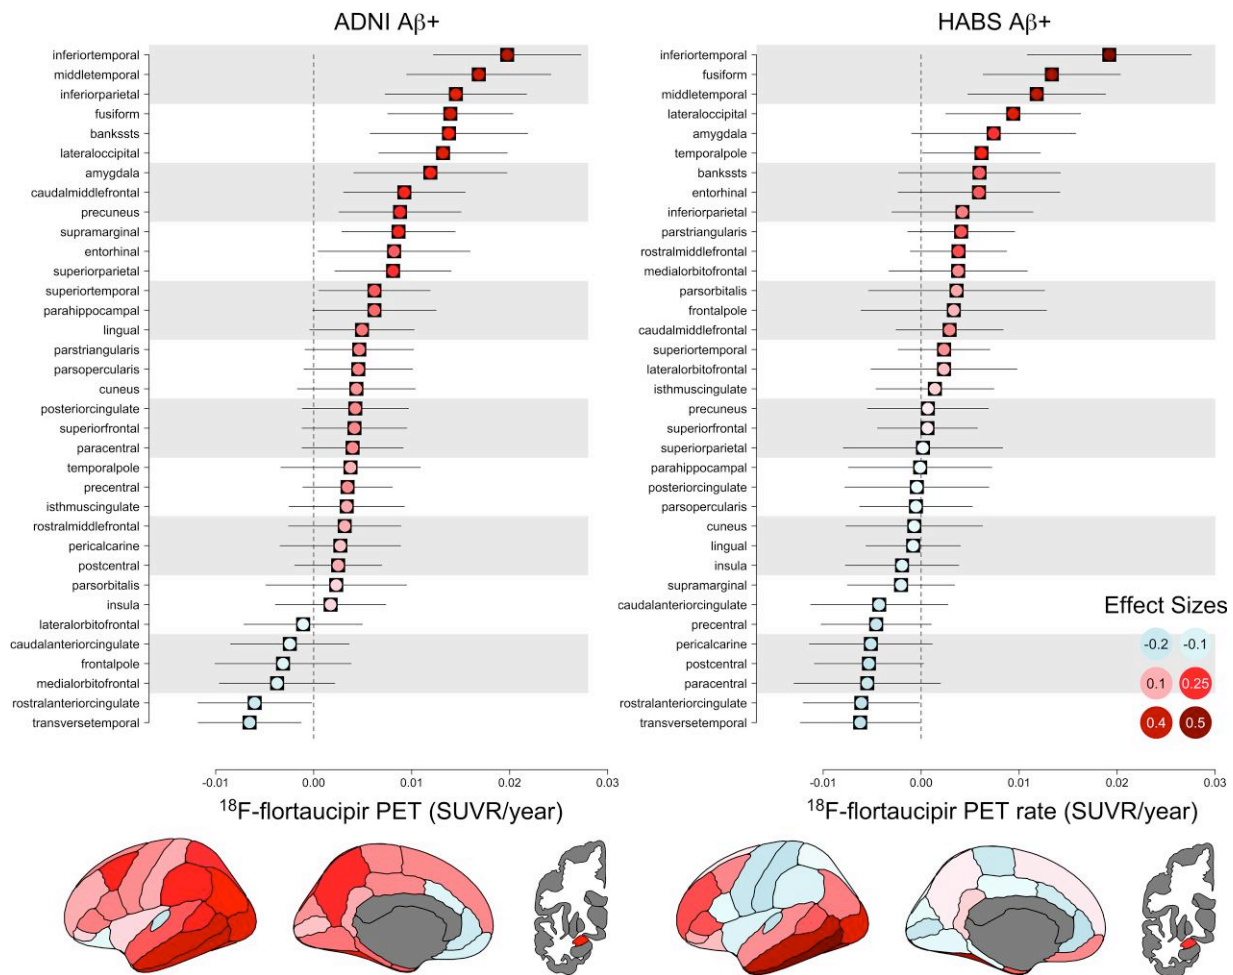 ADNI Aβ+
inferiortemporal
middletemporal
inferiorparietal
fusiform
bankssts
lateraloccipital
amygdala
caudalmiddlefrontal
precuneus
supramarginal
entorhinal
superiorparietal
superiortemporal
parahippocampal
lingual
parstriangularis
parsopercularis
cuneus
posteriorcingulate
superiorfrontal
paracentral
temporalpole
precentral
isthmuscingulate
rostralmiddlefrontal
pericalcarine
postcentral
parsorbitalis
insula
lateralorbitofrontal
caudalanteriorcingulate
frontalpole
medialorbitofrontal
rostralanteriorcingulate
transversetemporal
-0.01 0.00 0.01 0.02 0.03
¹⁸F-flortaucipir PET (SUVR/year)
HABS Aβ+
inferiortemporal
fusiform
middletemporal
lateraloccipital
amygdala
temporalpole
bankssts
entorhinal
inferiorparietal
parstriangularis
rostralmiddlefrontal
medialorbitofrontal
parsorbitalis
frontalpole
caudalmiddlefrontal
superiortemporal
lateralorbitofrontal
isthmuscingulate
precuneus
superiorfrontal
superiorparietal
parahippocampal
posteriorcingulate
parsopercularis
cuneus
lingual
insula
supramarginal
caudalanteriorcingulate
precentral
pericalcarine
postcentral
paracentral
rostralanteriorcingulate
transversetemporal
-0.01 0.00 0.01 0.02 0.03
¹⁸F-flortaucipir PET rate (SUVR/year)
Effect Sizes
-0.2 -0.1
0.1 0.25
0.4 0.5